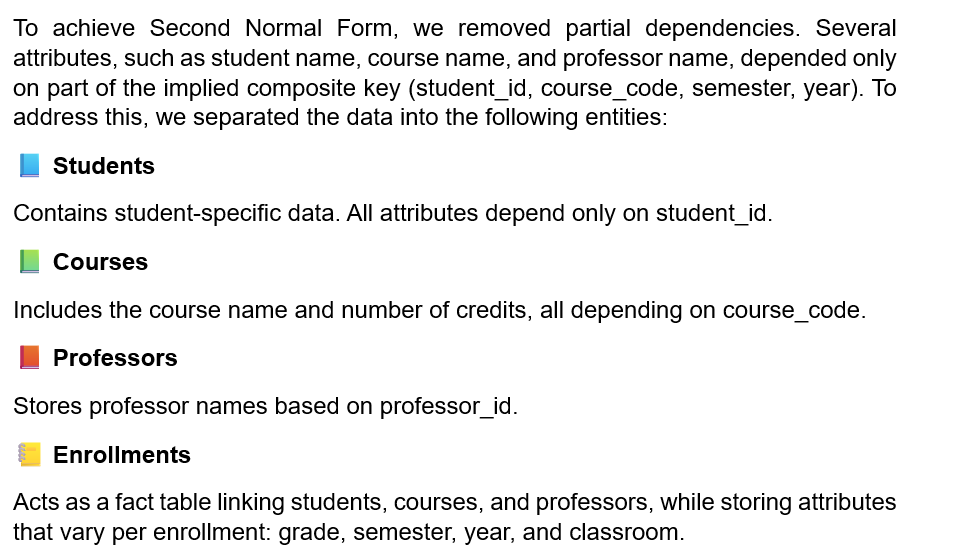 To achieve Second Normal Form, we removed partial dependencies. Several
attributes, such as student name, course name, and professor name, depended only
on part of the implied composite key (student_id, course_code, semester, year). To
address this, we separated the data into the following entities:
Students
Contains student-specific data. All attributes depend only on student_id.
Courses
Includes the course name and number of credits, all depending on course_code.
Professors
Stores professor names based on professor_id.
Enrollments
Acts as a fact table linking students, courses, and professors, while storing attributes
that vary per enrollment: grade, semester, year, and classroom.